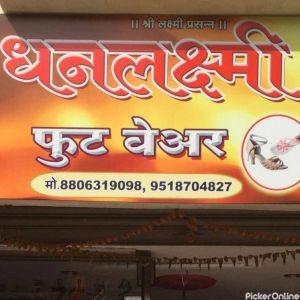 || श्री लक्ष्मी प्रसन्न ||
धनलक्ष्मी
फुट वेअर
मो.8806319098, 9518704827
PickerOnline